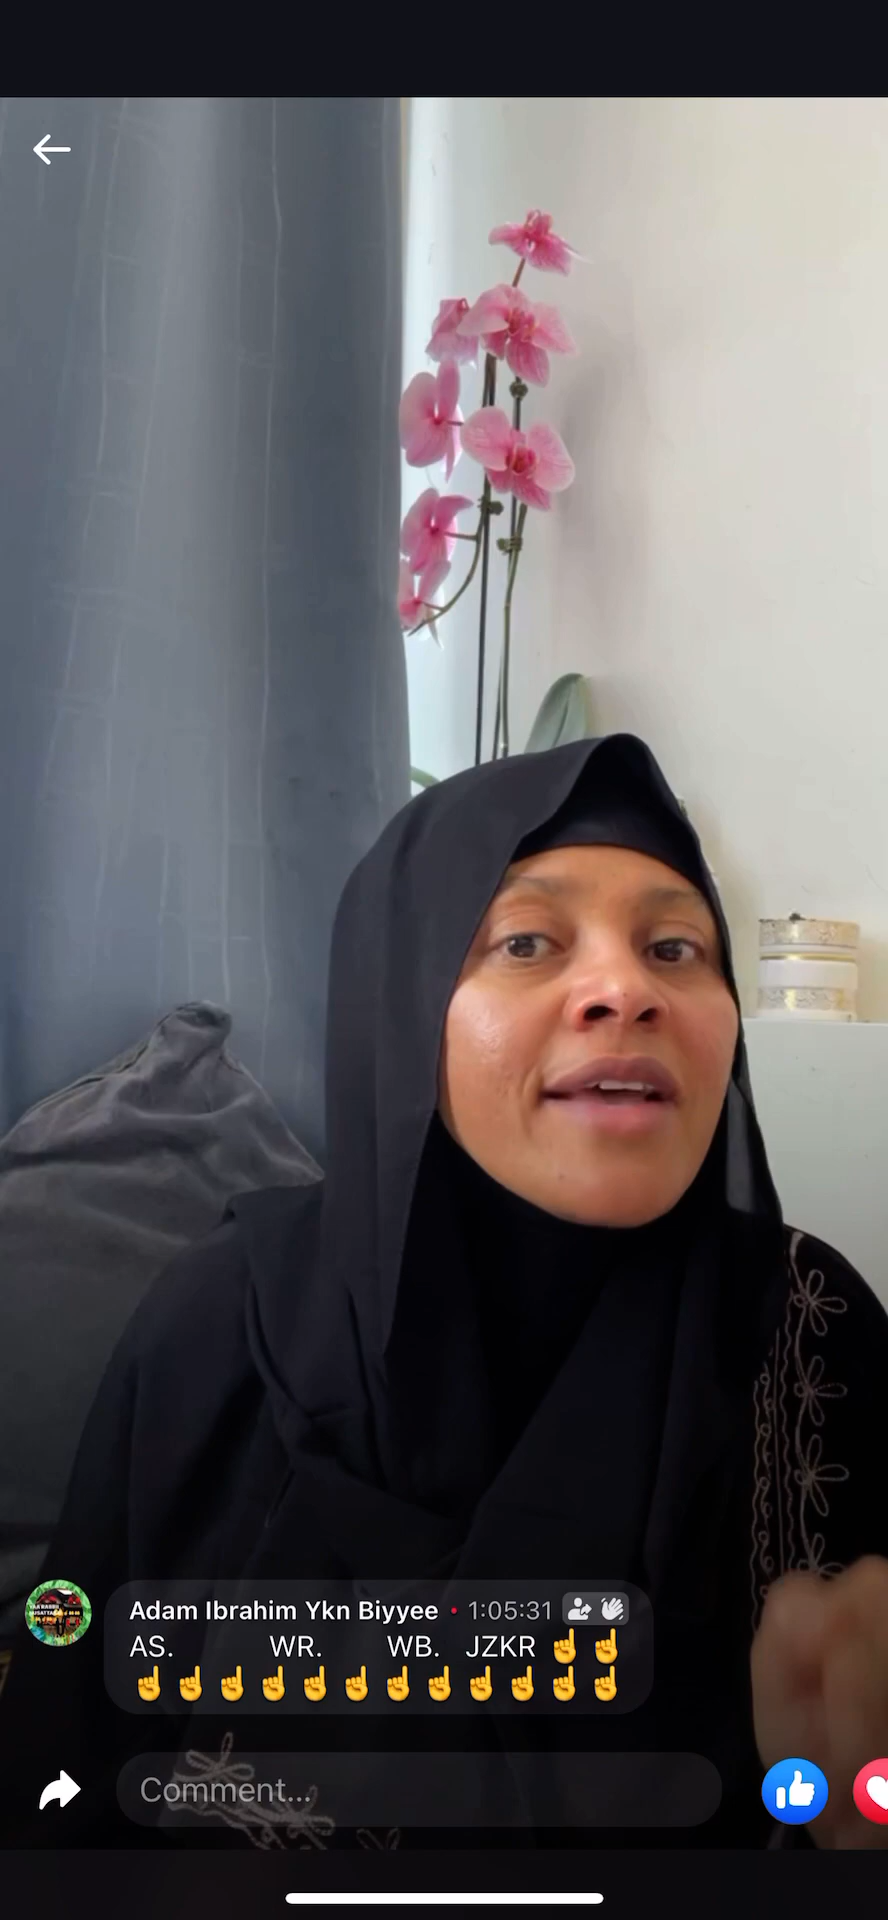 Adam Ibrahim Ykn Biyyee • 1:05:31
AS. WR. WB. JZKR ☝️ ☝️
☝️ ☝️ ☝️ ☝️ ☝️ ☝️ ☝️ ☝️ ☝️ ☝️ ☝️ ☝️
Comment...